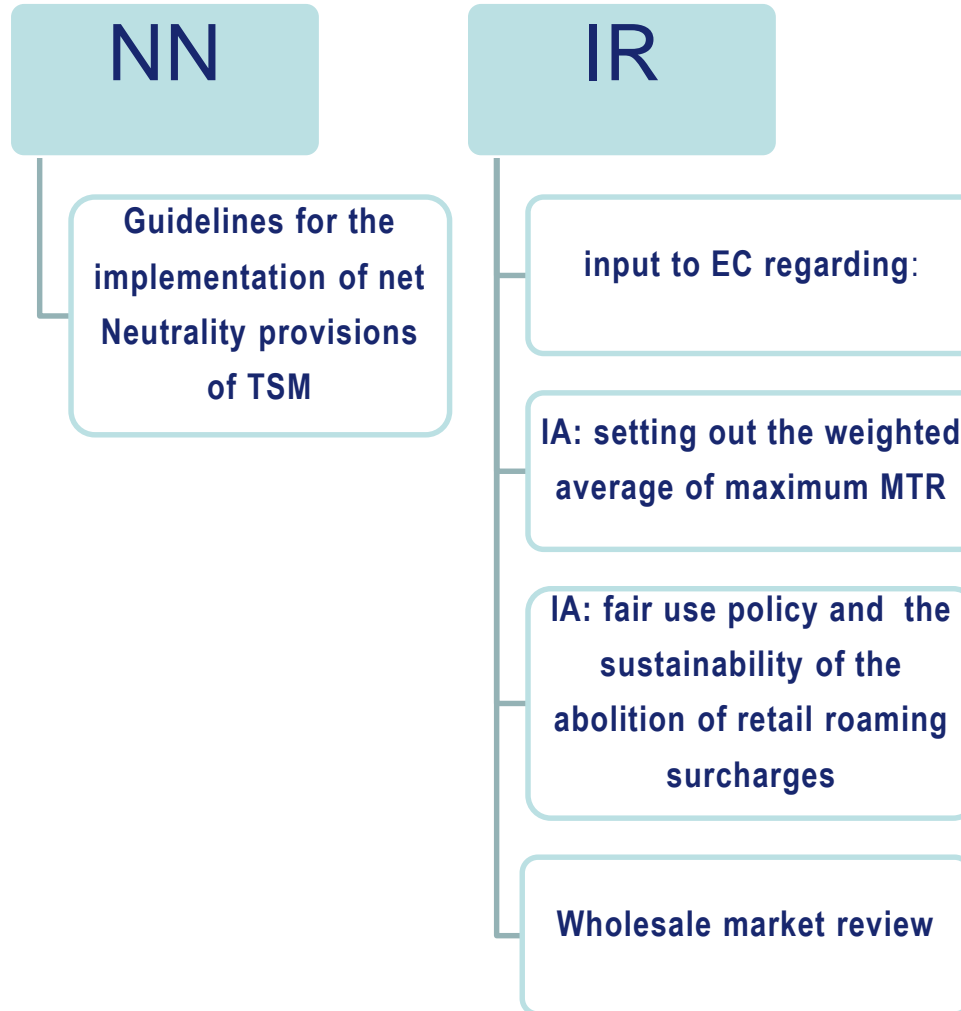 NN
Guidelines for the
implementation of net
Neutrality provisions
of TSM
IR
input to EC regarding:
IA: setting out the weighted
average of maximum MTR
IA: fair use policy and the
sustainability of the
abolition of retail roaming
surcharges
Wholesale market review